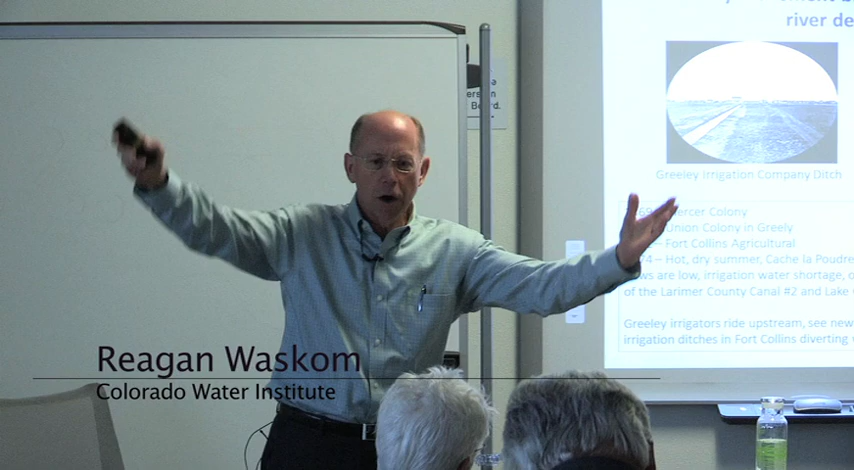 river de
Greeley Irrigation Company Ditch
ercer Colony
Union Colony in Greely
Fort Collins Agricultural
4 – Hot, dry summer, Cache la Poudre
ws are low, irrigation water shortage, o
of the Larimer County Canal #2 and Lake
Greeley irrigators ride upstream, see new
irrigation ditches in Fort Collins diverting
Board.
Reagan Waskom
Colorado Water Institute